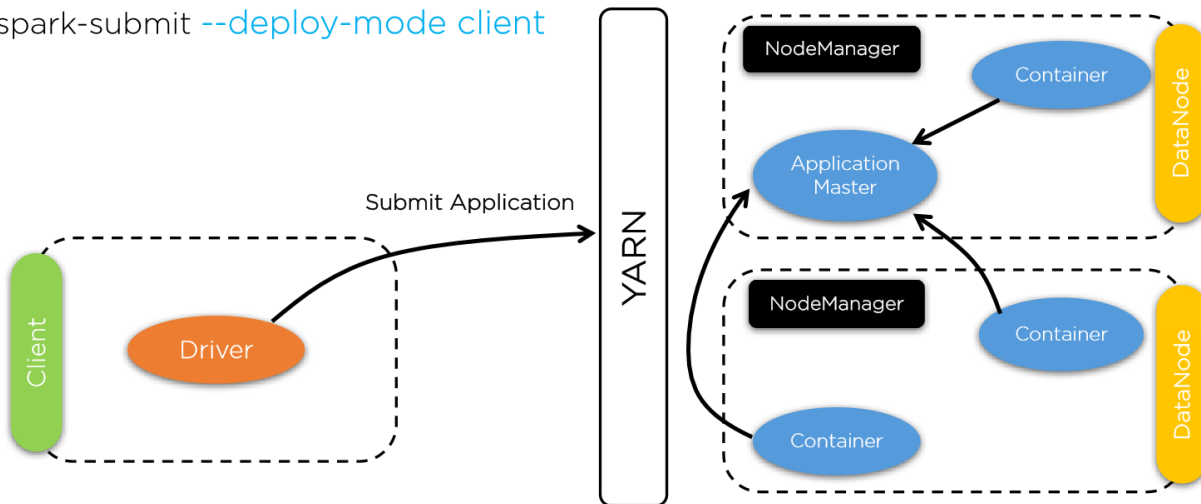 spark-submit --deploy-mode client
NodeManager
Container
DataNode
Application
Master
Submit Application
YARN
Client
Driver
NodeManager
Container
DataNode
Container